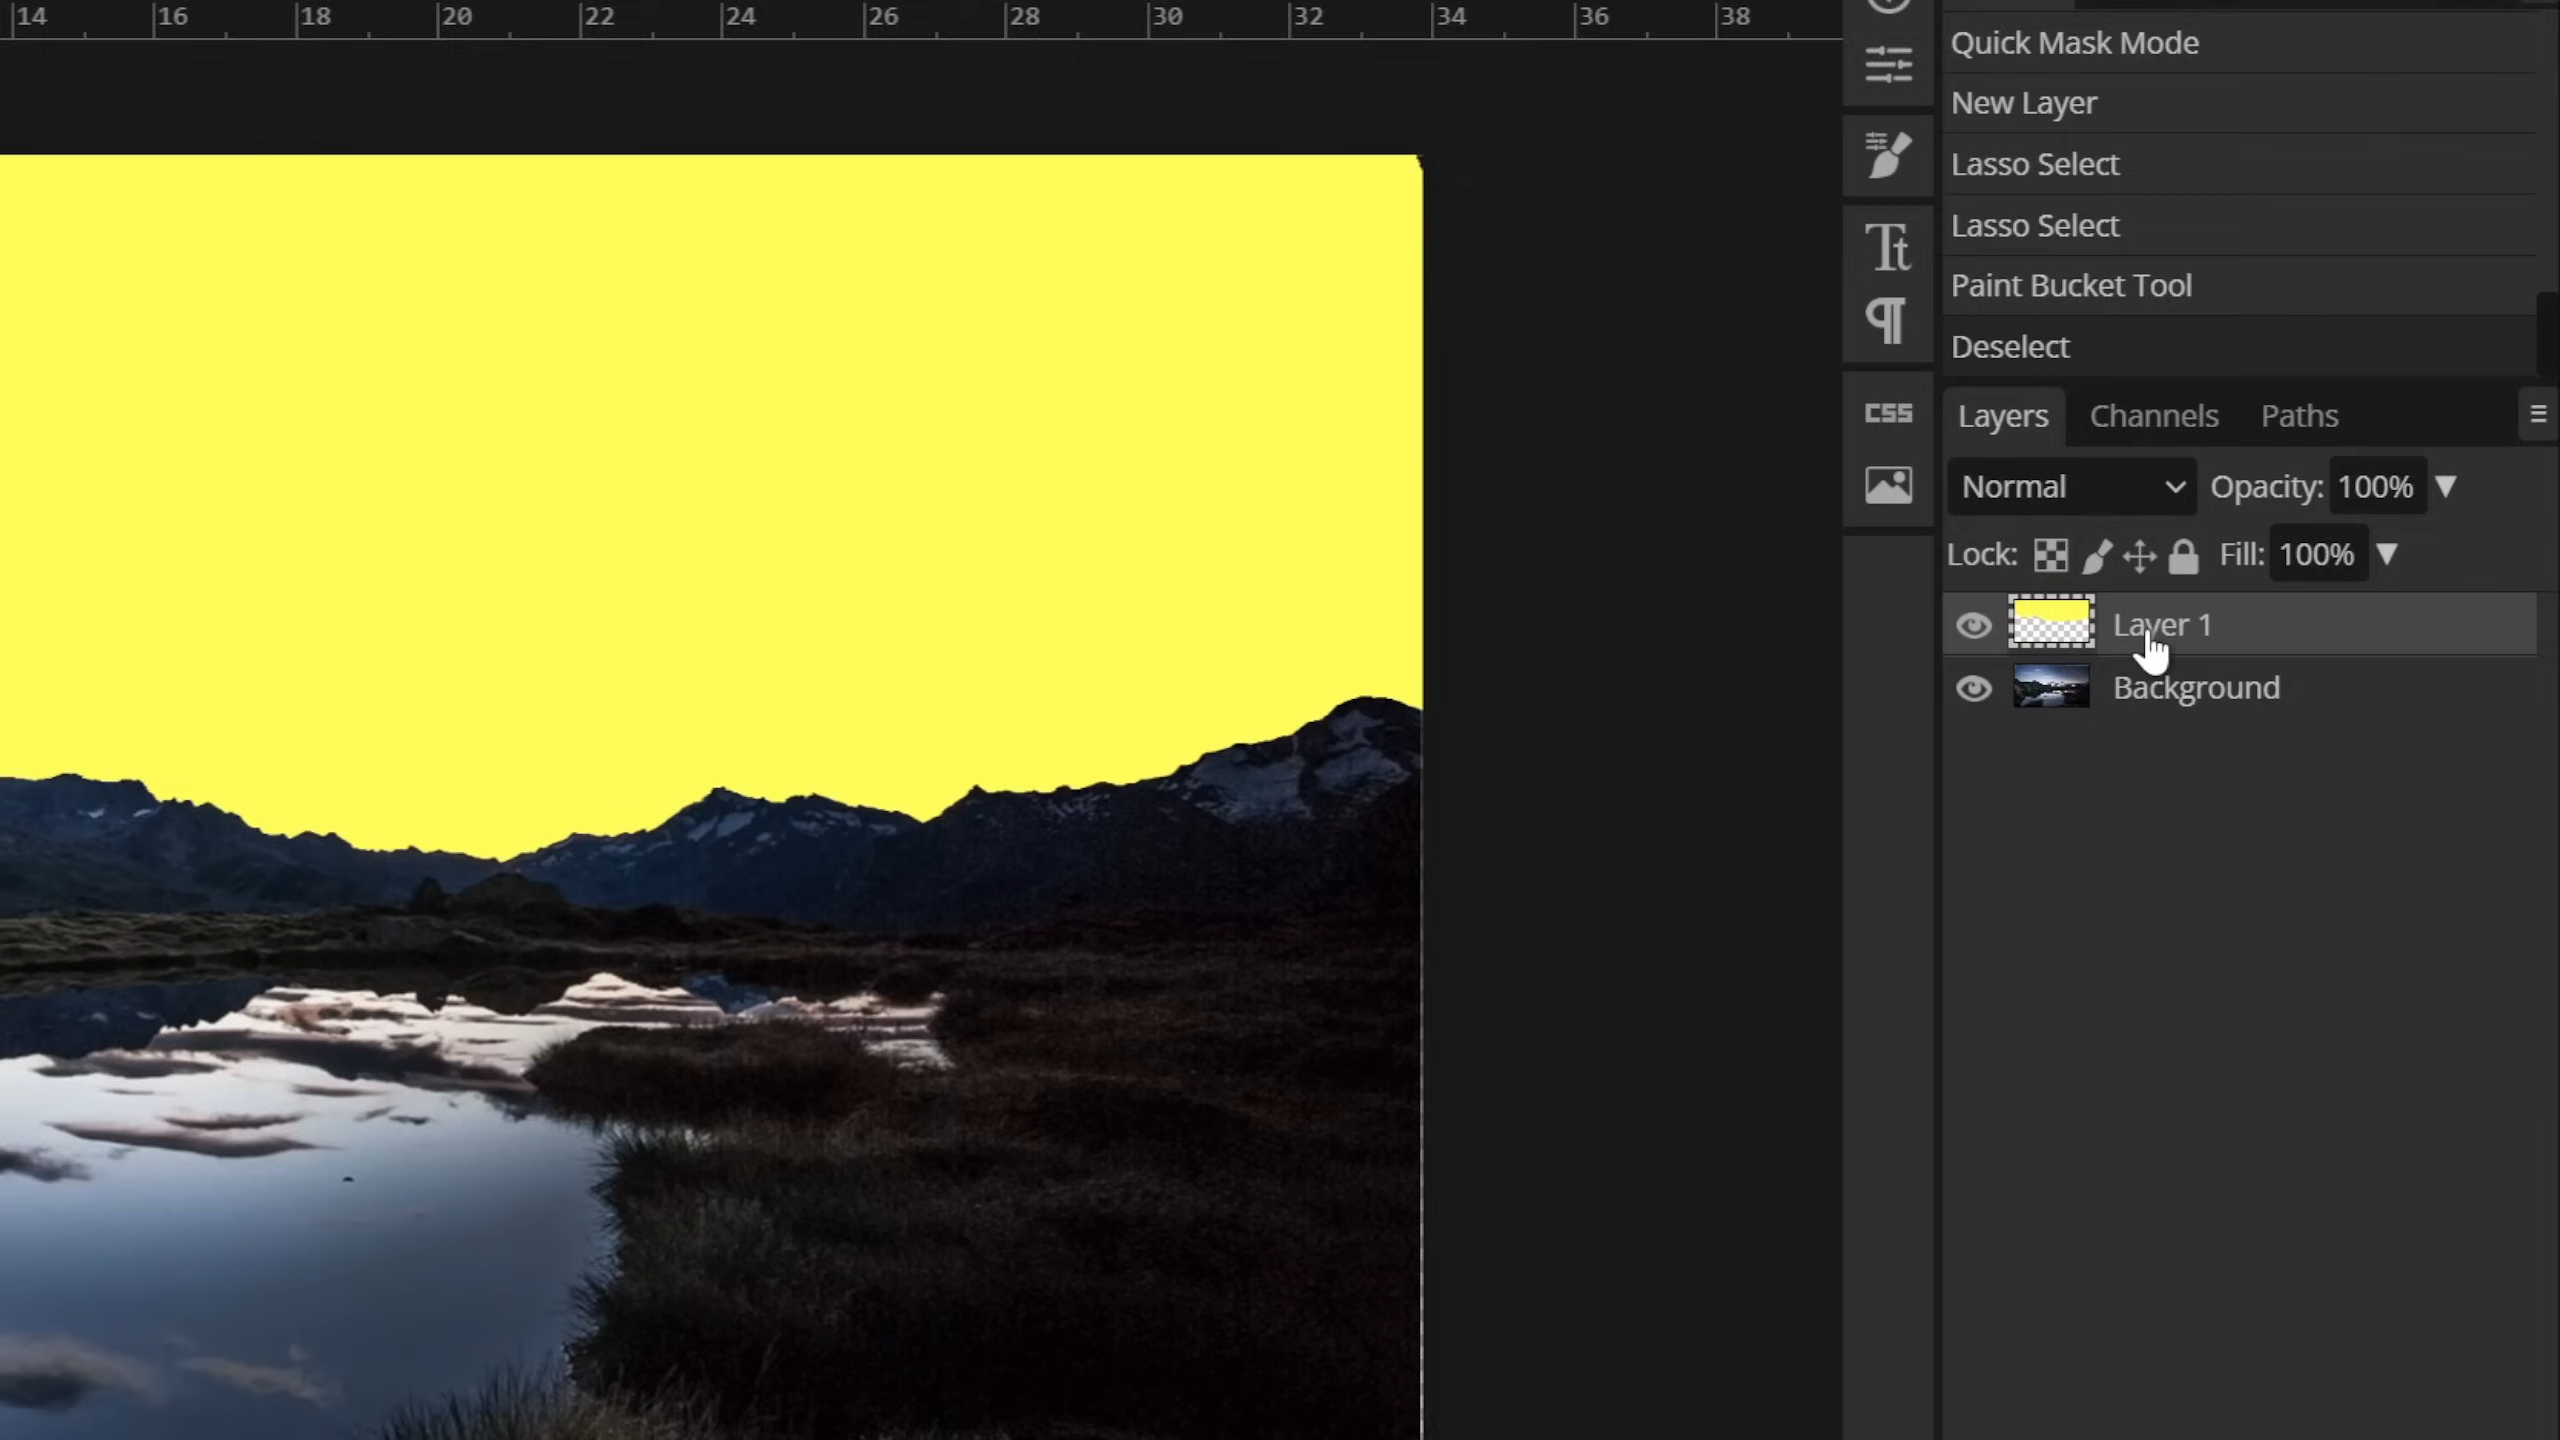 14 16 18 20 22 24 26 28 30 32 34 36 38
Quick Mask Mode
New Layer
Lasso Select
Lasso Select
Paint Bucket Tool
Deselect
Tt
¶
CSS
Layers Channels Paths
Normal Opacity: 100%
Lock: Fill: 100%
Layer 1
Background